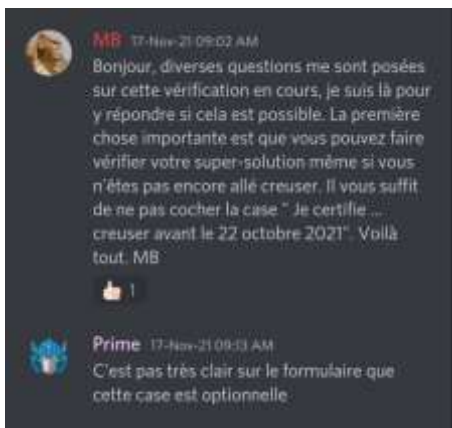 MB 17-Nov-21 09:02 AM
Bonjour, diverses questions me sont posées
sur cette vérification en cours, je suis là pour
y répondre si cela est possible. La première
chose importante est que vous pouvez faire
vérifier votre super-solution même si vous
n'êtes pas encore allé creuser. Il vous suffit
de ne pas cocher la case " Je certifie ...
creuser avant le 22 octobre 2021". Voilà
tout. MB
1
Prime 17-Nov-21 09:13 AM
C'est pas très clair sur le formulaire que
cette case est optionnelle